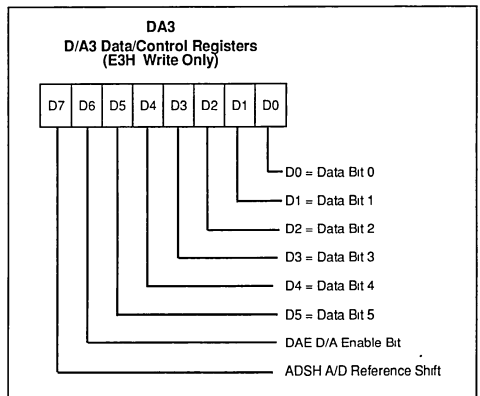 DA3
D/A3 Data/Control Registers
(E3H Write Only)
D7 D6 D5 D4 D3 D2 D1 D0
D0 = Data Bit 0
D1 = Data Bit 1
D2 = Data Bit 2
D3 = Data Bit 3
D4 = Data Bit 4
D5 = Data Bit 5
DAE D/A Enable Bit
ADSH A/D Reference Shift